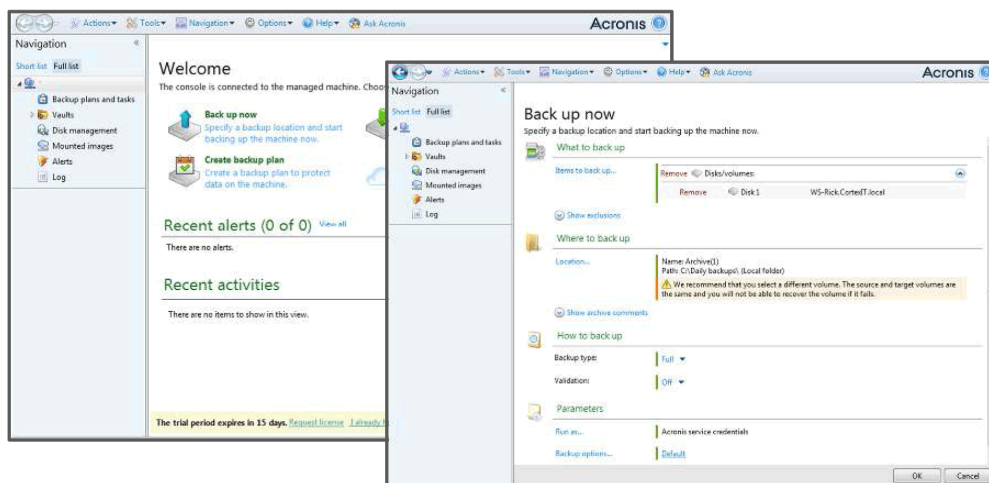 Actions Tools Navigation Options Help Ask Acronis Acronis
Navigation
Short list Full list
Backup plans and tasks
Vaults
Disk management
Mounted images
Alerts
Log
Welcome
The console is connected to the managed machine. Choo
Back up now
Specify a backup location and start
backing up the machine now.
Create backup plan
Create a backup plan to protect
data on the machine.
Recent alerts (0 of 0) View all
There are no alerts.
Recent activities
There are no items to show in this view.
The trial period expires in 15 days. Request license I already
Actions Tools Navigation Options Help Ask Acronis Acronis
Navigation
Short list Full list
Backup plans and tasks
Vaults
Disk management
Mounted images
Alerts
Log
Back up now
Specify a backup location and start backing up the machine now.
What to back up
Items to back up... Remove Disks/volumes:
Remove Disk 1 WS-Rick.CortexIT.local
Show exclusions
Where to back up
Location... Name: Archive(1)
Path: C:\Daily backups\ (Local folder)
We recommend that you select a different volume. The source and target volumes are
the same and you will not be able to recover the volume if it fails.
Show archive comments
How to back up
Backup type: Full
Validation: Off
Parameters
Run as... Acronis service credentials
Backup options... Default
OK Cancel